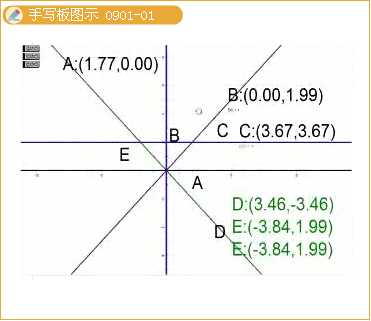 手写板图示 0901-01
A:(1.77,0.00)
B:(0.00,1.99)
B
C C:(3.67,3.67)
E
A
D:(3.46,-3.46)
E:(-3.84,1.99)
D
E:(-3.84,1.99)